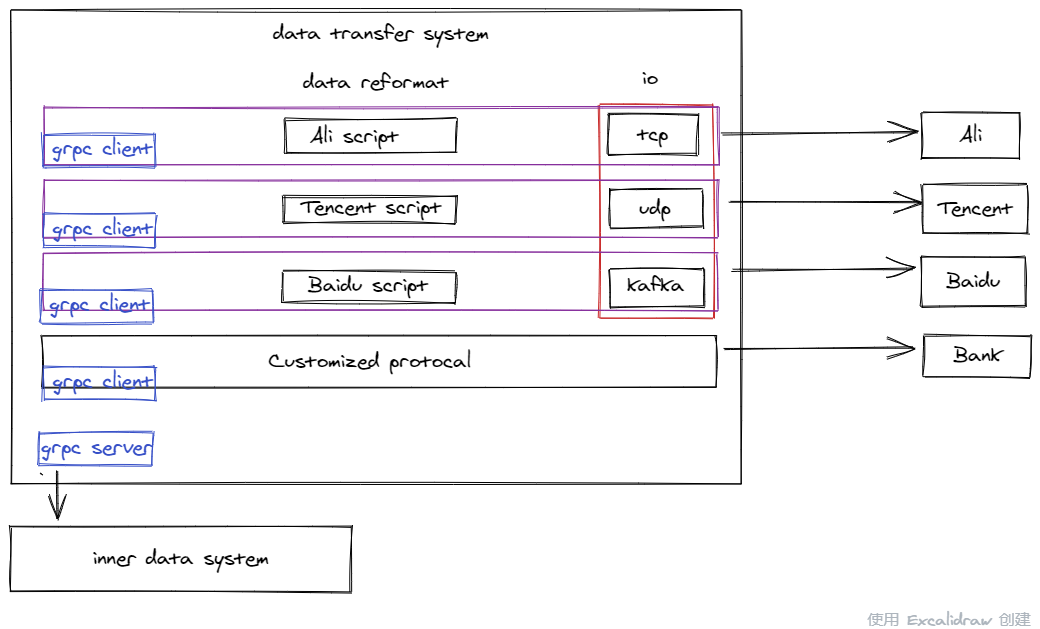 data transfer system
data reformat
io
Ali script
tcp
Ali
grpc client
Tencent script
udp
Tencent
grpc client
Baidu script
kafka
Baidu
grpc client
Customized protocal
Bank
grpc client
grpc server
inner data system
使用 Excalidraw 创建